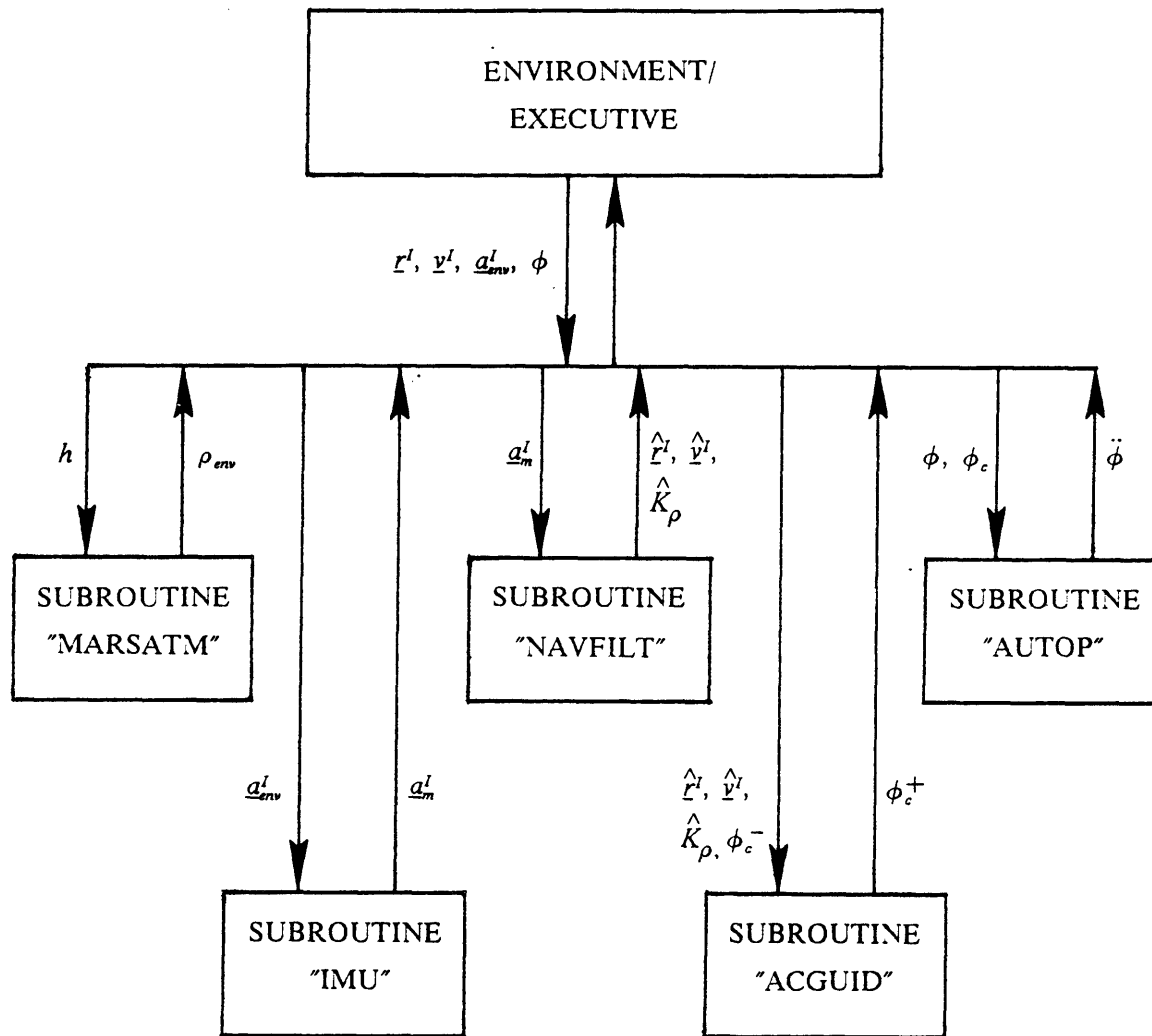 ENVIRONMENT/
EXECUTIVE
r̲ᴵ, v̲ᴵ, a̲ᴵ_env, ϕ
h
ρ_env
a̲ᴵ_m
r̲̂ᴵ, v̲̂ᴵ,
K̂_ρ
ϕ, ϕ_c
ϕ̈
SUBROUTINE
"MARSATM"
SUBROUTINE
"NAVFILT"
SUBROUTINE
"AUTOP"
a̲ᴵ_env
a̲ᴵ_m
r̲̂ᴵ, v̲̂ᴵ,
K̂_ρ, ϕ_c⁻
ϕ_c⁺
SUBROUTINE
"IMU"
SUBROUTINE
"ACGUID"